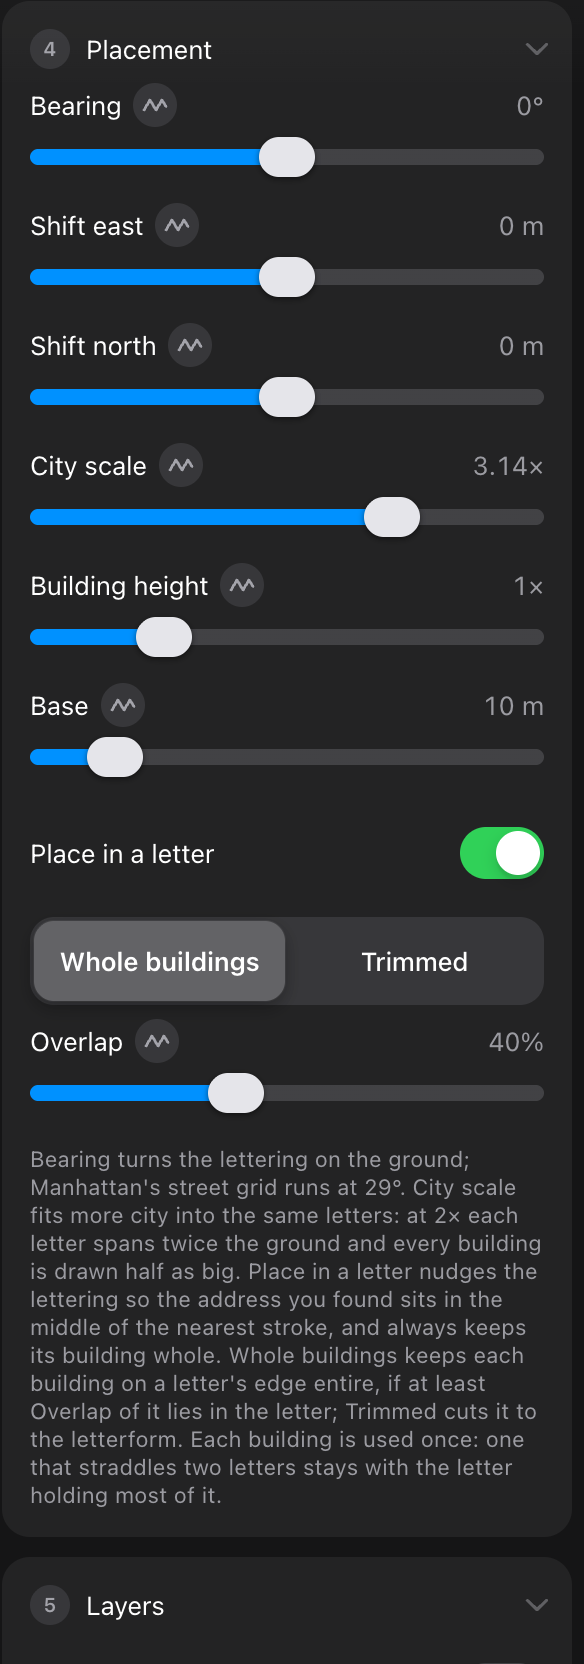 4 Placement
Bearing 0°
Shift east 0 m
Shift north 0 m
City scale 3.14×
Building height 1×
Base 10 m
Place in a letter
Whole buildings Trimmed
Overlap 40%
Bearing turns the lettering on the ground;
Manhattan's street grid runs at 29°. City scale
fits more city into the same letters: at 2× each
letter spans twice the ground and every building
is drawn half as big. Place in a letter nudges the
lettering so the address you found sits in the
middle of the nearest stroke, and always keeps
its building whole. Whole buildings keeps each
building on a letter's edge entire, if at least
Overlap of it lies in the letter; Trimmed cuts it to
the letterform. Each building is used once: one
that straddles two letters stays with the letter
holding most of it.
5 Layers